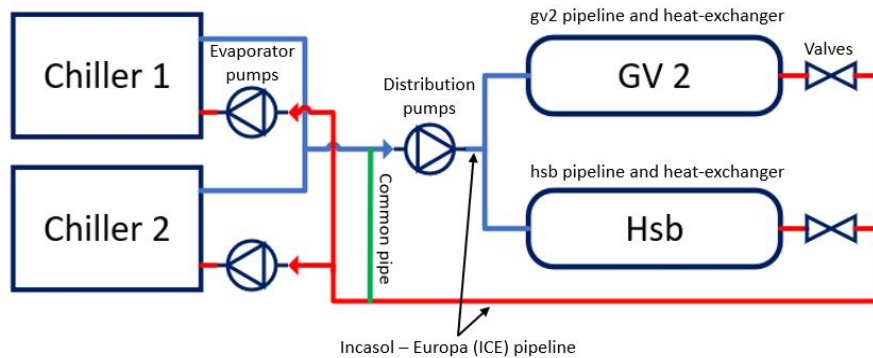 gv2 pipeline and heat-exchanger
Chiller 1
Evaporator
pumps
GV 2
Valves
Distribution
pumps
Chiller 2
Common pipe
hsb pipeline and heat-exchanger
Hsb
Incasol – Europa (ICE) pipeline